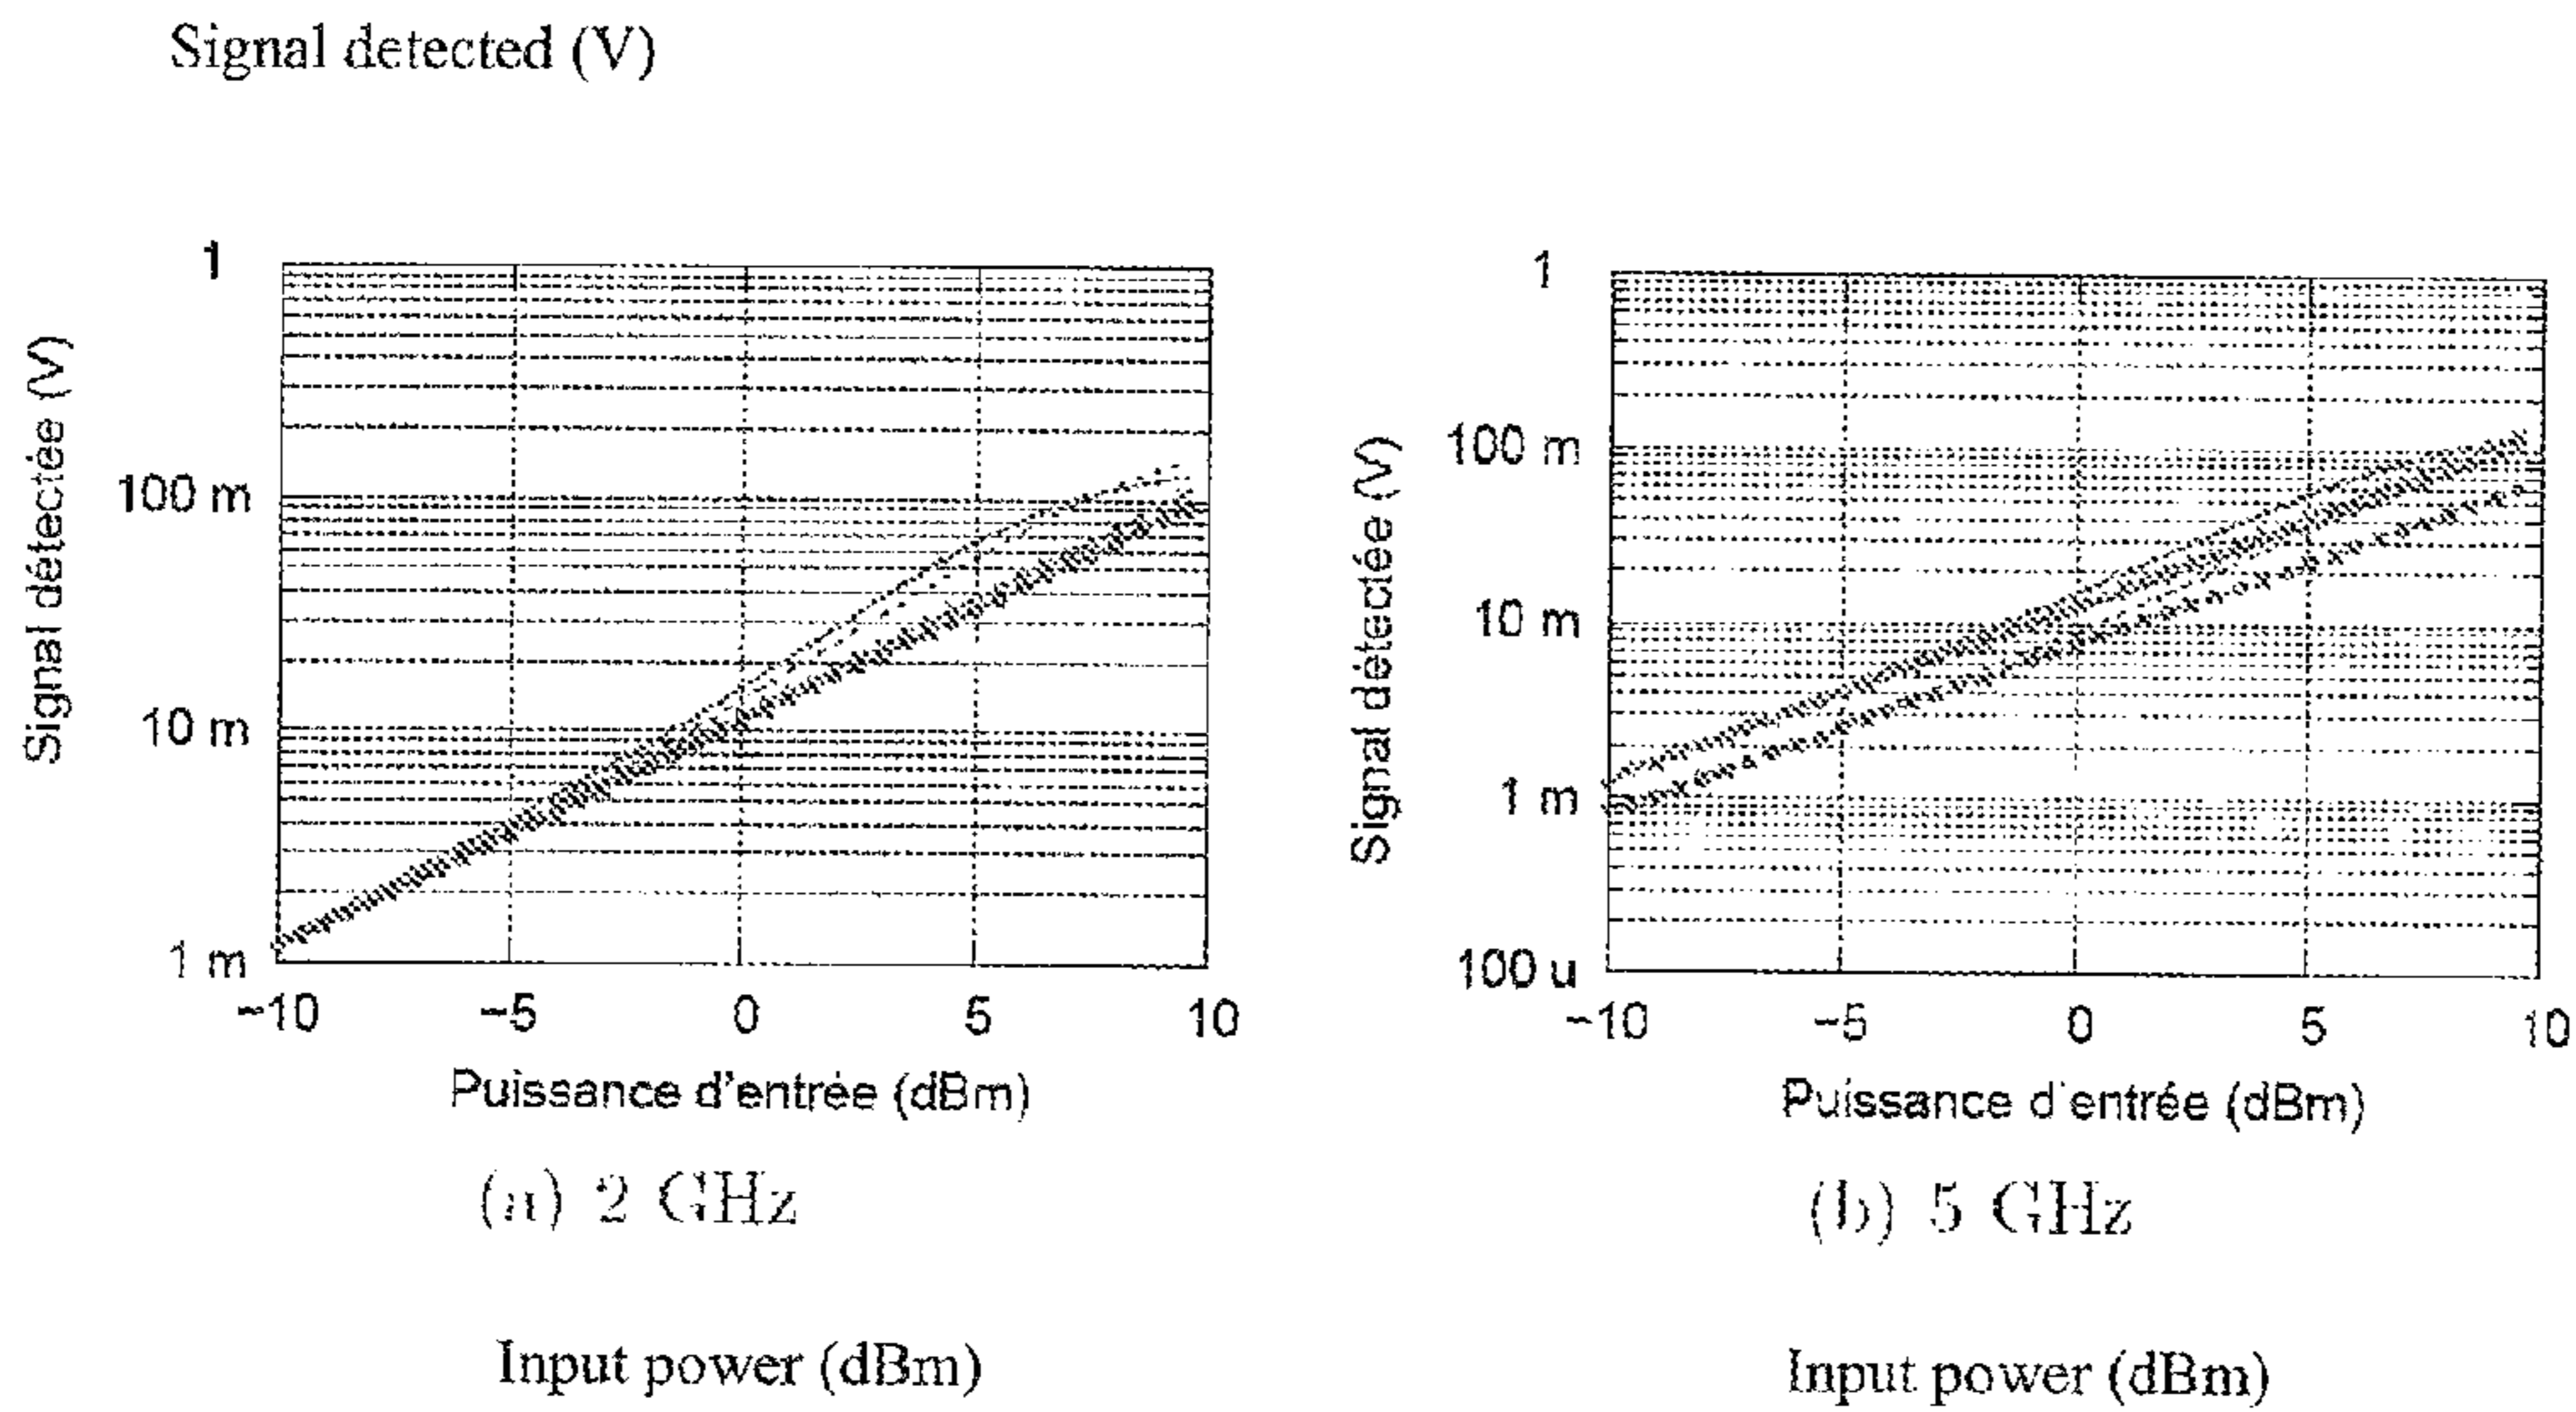 Signal detected (V)
Signal détectée (V)
1
100 m
10 m
1 m
−10 −5 0 5 10
Puissance d'entrée (dBm)
(a) 2 GHz
Input power (dBm)
Signal détectée (V)
1
100 m
10 m
1 m
100 u
−10 −5 0 5 10
Puissance d'entrée (dBm)
(b) 5 GHz
Input power (dBm)